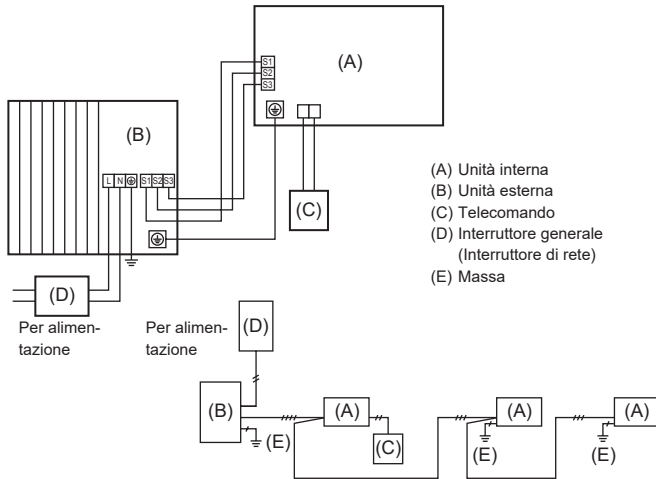 S1
S2
S3
(A)
(B)
L N S1 S2 S3
(C)
(D)
Per alimen-
tazione
(A) Unità interna
(B) Unità esterna
(C) Telecomando
(D) Interruttore generale
(Interruttore di rete)
(E) Massa
Per alimen-
tazione
(D)
(B)
(E)
(A)
(C)
(A)
(E)
(A)
(E)